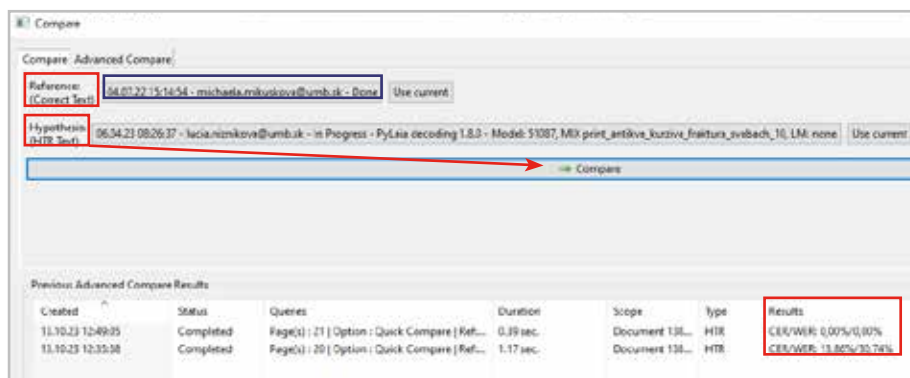 Compare
Compare Advanced Compare
Reference:
(Correct Text)
04.07.22 15:14:54 - michaela.mikuskova@umb.sk - Done
Use current
Hypothesis:
(HTR Text)
06.04.23 08:26:37 - lucia.niznikova@umb.sk - In Progress - PyLaia decoding 1.8.0 - Model: 51087, MIX print_antikva_kurziva_fraktura_svabach_10, LM: none
Use current
Compare
Previous Advanced Compare Results
Created Status Queries Duration Scope Type Results
13.10.23 12:49:05 Completed Page(s) : 21 | Option : Quick Compare | Ref... 0.39 sec. Document 138... HTR CER/WER: 0,00%/0,00%
13.10.23 12:35:38 Completed Page(s) : 20 | Option : Quick Compare | Ref... 1.17 sec. Document 138... HTR CER/WER: 13,86%/30,74%